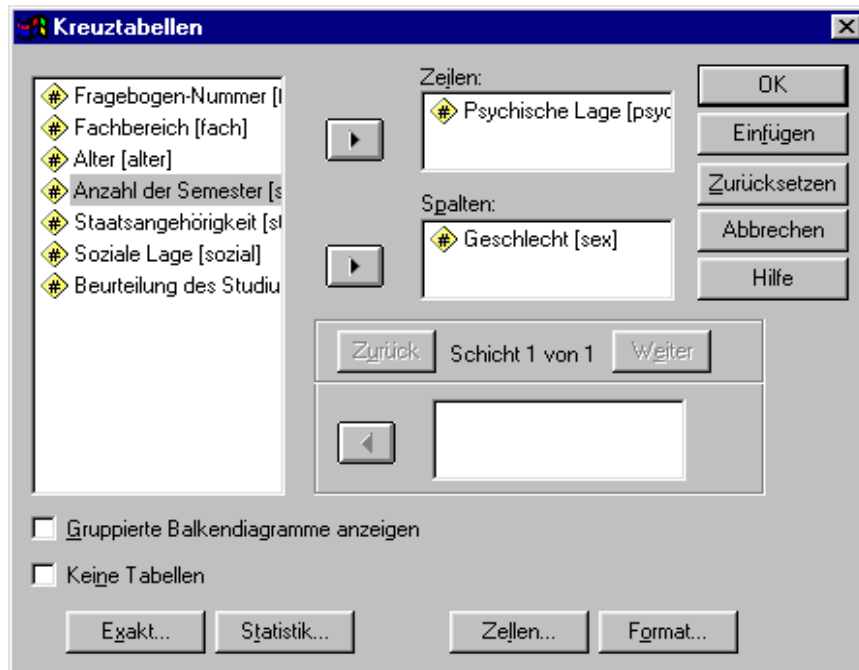 Kreuztabellen
Fragebogen-Nummer [
Fachbereich [fach]
Alter [alter]
Anzahl der Semester [s
Staatsangehörigkeit [st
Soziale Lage [sozial]
Beurteilung des Studiu
Zeilen:
Psychische Lage [psyc
Spalten:
Geschlecht [sex]
OK
Einfügen
Zurücksetzen
Abbrechen
Hilfe
Zurück
Schicht 1 von 1
Weiter
Gruppierte Balkendiagramme anzeigen
Keine Tabellen
Exakt...
Statistik...
Zellen...
Format...